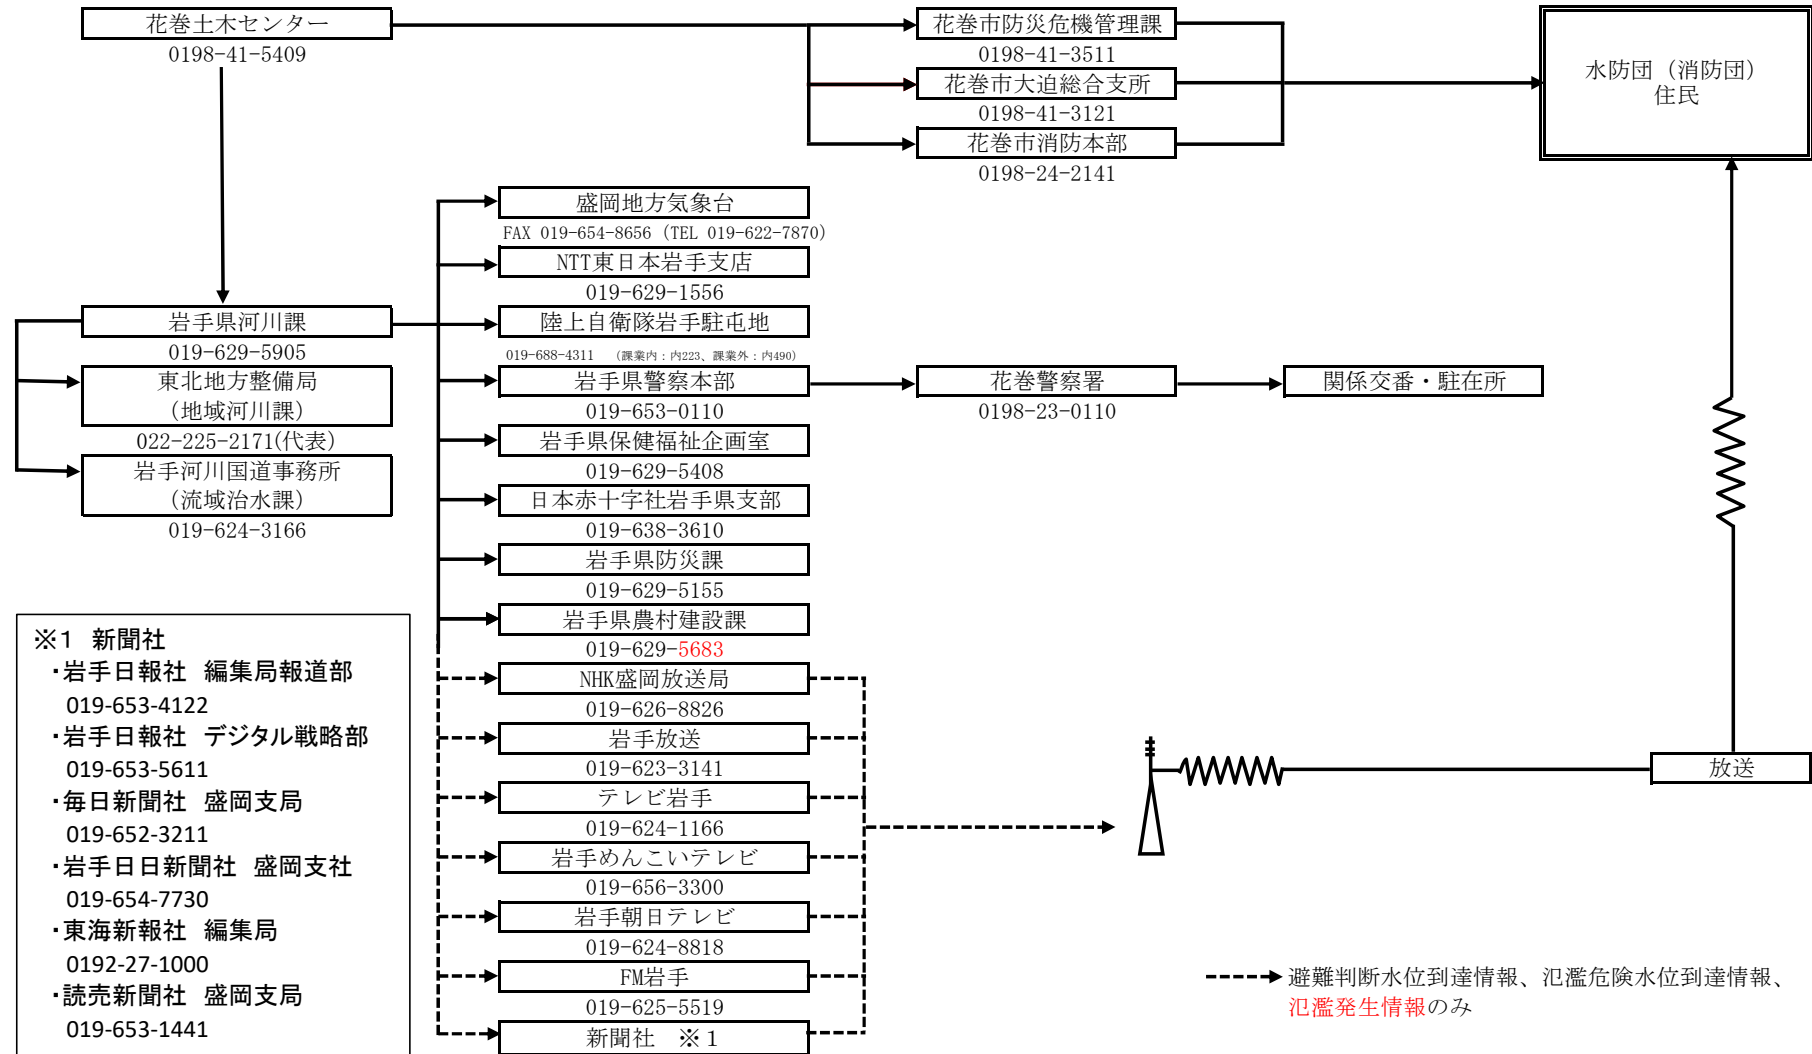 花巻土木センター
0198-41-5409
花巻市防災危機管理課
0198-41-3511
花巻市大迫総合支所
0198-41-3121
花巻市消防本部
0198-24-2141
水防団（消防団）
住民
盛岡地方気象台
FAX 019-654-8656（TEL 019-622-7870）
NTT東日本岩手支店
019-629-1556
岩手県河川課
019-629-5905
陸上自衛隊岩手駐屯地
019-688-4311　（課業内：内223、課業外：内490）
東北地方整備局
（地域河川課）
022-225-2171(代表)
岩手河川国道事務所
（流域治水課）
019-624-3166
岩手県警察本部
019-653-0110
花巻警察署
0198-23-0110
関係交番・駐在所
岩手県保健福祉企画室
019-629-5408
日本赤十字社岩手県支部
019-638-3610
岩手県防災課
019-629-5155
岩手県農村建設課
019-629-5683
NHK盛岡放送局
019-626-8826
岩手放送
019-623-3141
テレビ岩手
019-624-1166
岩手めんこいテレビ
019-656-3300
岩手朝日テレビ
019-624-8818
FM岩手
019-625-5519
新聞社　※１
放送
※1　新聞社
・岩手日報社　編集局報道部
019-653-4122
・岩手日報社　デジタル戦略部
019-653-5611
・毎日新聞社　盛岡支局
019-652-3211
・岩手日日新聞社　盛岡支社
019-654-7730
・東海新報社　編集局
0192-27-1000
・読売新聞社　盛岡支局
019-653-1441
避難判断水位到達情報、氾濫危険水位到達情報、
氾濫発生情報のみ